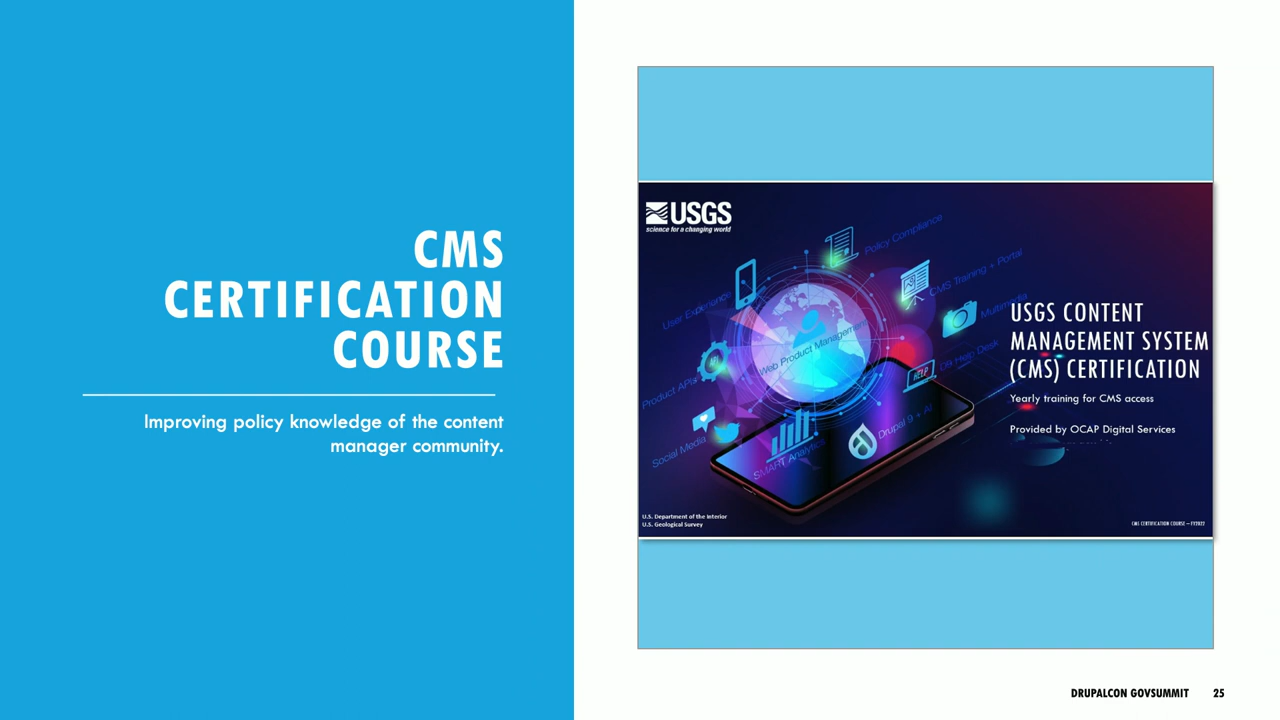 CMS
CERTIFICATION
COURSE
Improving policy knowledge of the content
manager community.
USGS
science for a changing world
Policy Compliance
CMS Training + Portal
User Experience
Multimedia
USGS CONTENT
MANAGEMENT SYSTEM
(CMS) CERTIFICATION
Web Product Management
API
HELP
DS Help Desk
Product APIs
Yearly training for CMS access
Drupal 9 + AI
Provided by OCAP Digital Services
Social Media
SMART Analytics
U.S. Department of the Interior
U.S. Geological Survey
CMS CERTIFICATION COURSE — FY2022
DRUPALCON GOVSUMMIT 25